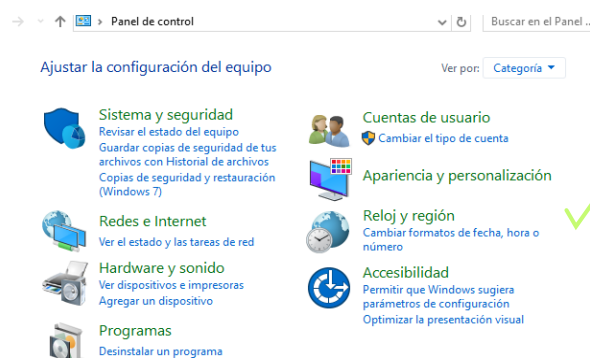 Panel de control
Buscar en el Panel ...
Ajustar la configuración del equipo
Ver por: Categoría
Sistema y seguridad
Revisar el estado del equipo
Guardar copias de seguridad de tus
archivos con Historial de archivos
Copias de seguridad y restauración
(Windows 7)
Redes e Internet
Ver el estado y las tareas de red
Hardware y sonido
Ver dispositivos e impresoras
Agregar un dispositivo
Programas
Desinstalar un programa
Cuentas de usuario
Cambiar el tipo de cuenta
Apariencia y personalización
Reloj y región
Cambiar formatos de fecha, hora o
número
Accesibilidad
Permitir que Windows sugiera
parámetros de configuración
Optimizar la presentación visual